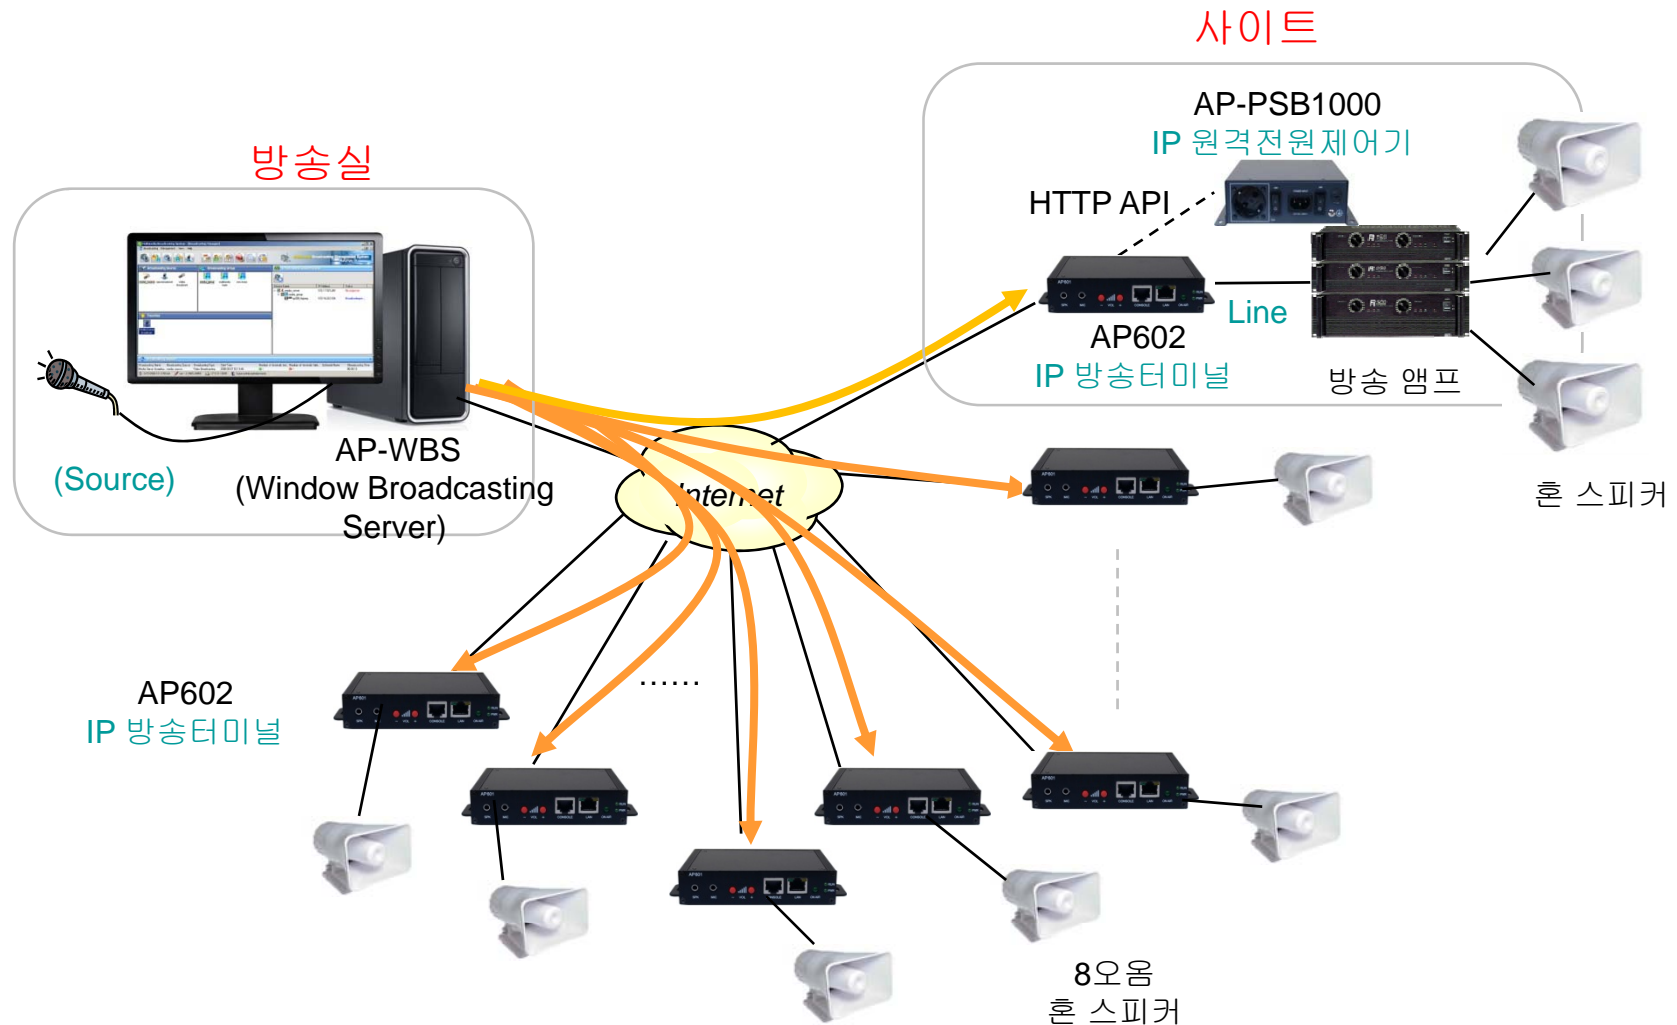 사이트
AP-PSB1000
IP 원격전원제어기
HTTP API
Line
AP602
IP 방송터미널
방송 앰프
혼 스피커
방송실
(Source)
AP-WBS
(Window Broadcasting
Server)
Internet
AP602
IP 방송터미널
......
8오옴
혼 스피커